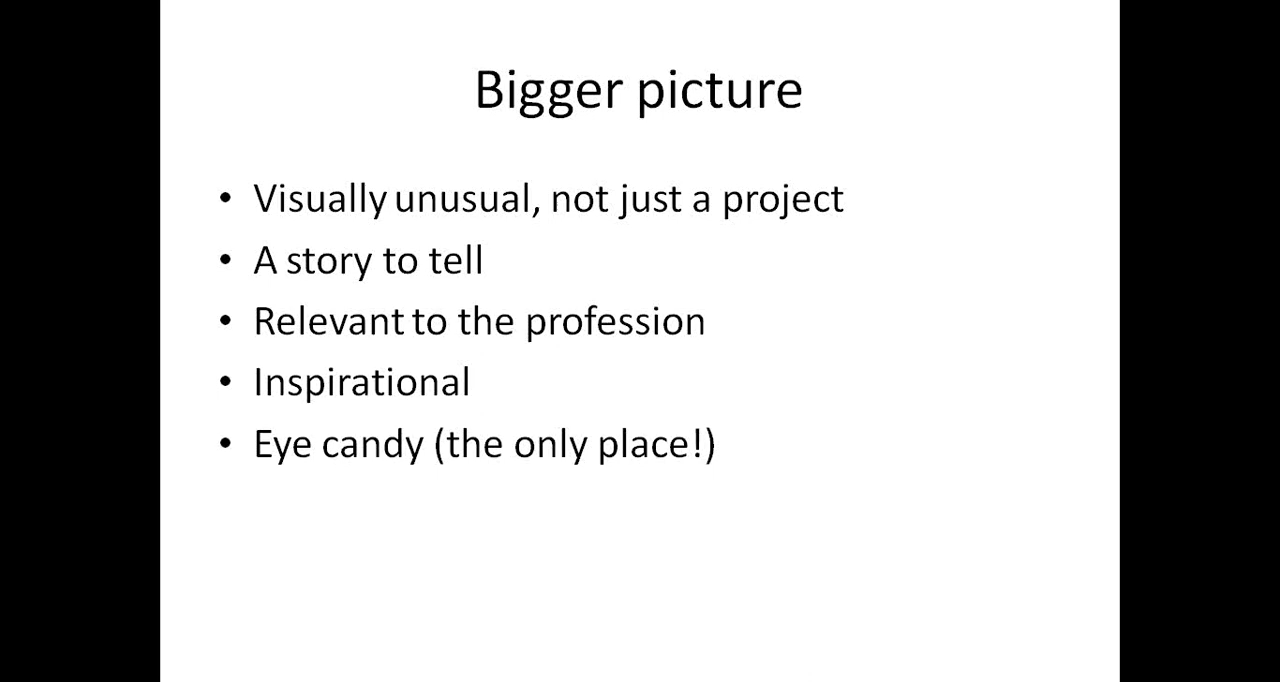 Bigger picture
• Visually unusual, not just a project
• A story to tell
• Relevant to the profession
• Inspirational
• Eye candy (the only place!)